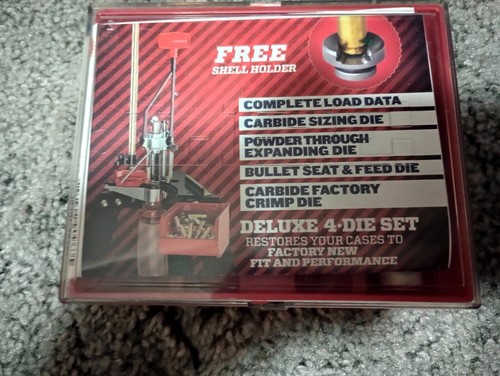 FREE
SHELL HOLDER
COMPLETE LOAD DATA
CARBIDE SIZING DIE
POWDER THROUGH
EXPANDING DIE
BULLET SEAT & FEED DIE
CARBIDE FACTORY
CRIMP DIE
DELUXE 4-DIE SET
RESTORES YOUR CASES TO
FACTORY NEW
FIT AND PERFORMANCE